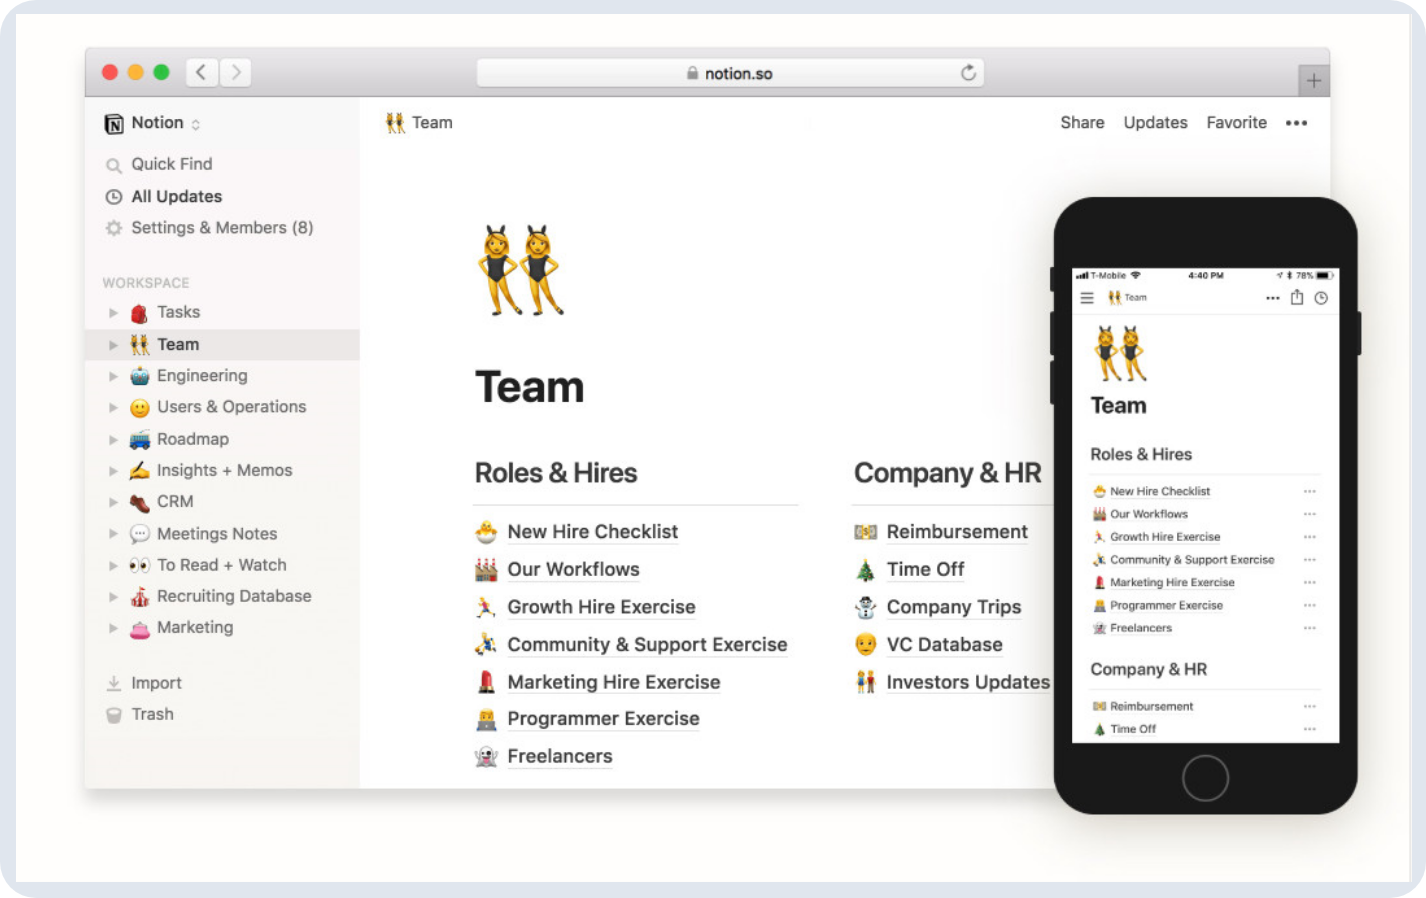 notion.so
Notion
Quick Find
All Updates
Settings & Members (8)
WORKSPACE
Tasks
Team
Engineering
Users & Operations
Roadmap
Insights + Memos
CRM
Meetings Notes
To Read + Watch
Recruiting Database
Marketing
Import
Trash
Team
Share Updates Favorite •••
Team
Roles & Hires
New Hire Checklist
Our Workflows
Growth Hire Exercise
Community & Support Exercise
Marketing Hire Exercise
Programmer Exercise
Freelancers
Company & HR
Reimbursement
Time Off
Company Trips
VC Database
Investors Updates
T-Mobile 4:40 PM 78%
Team
Team
Roles & Hires
New Hire Checklist
Our Workflows
Growth Hire Exercise
Community & Support Exercise
Marketing Hire Exercise
Programmer Exercise
Freelancers
Company & HR
Reimbursement
Time Off